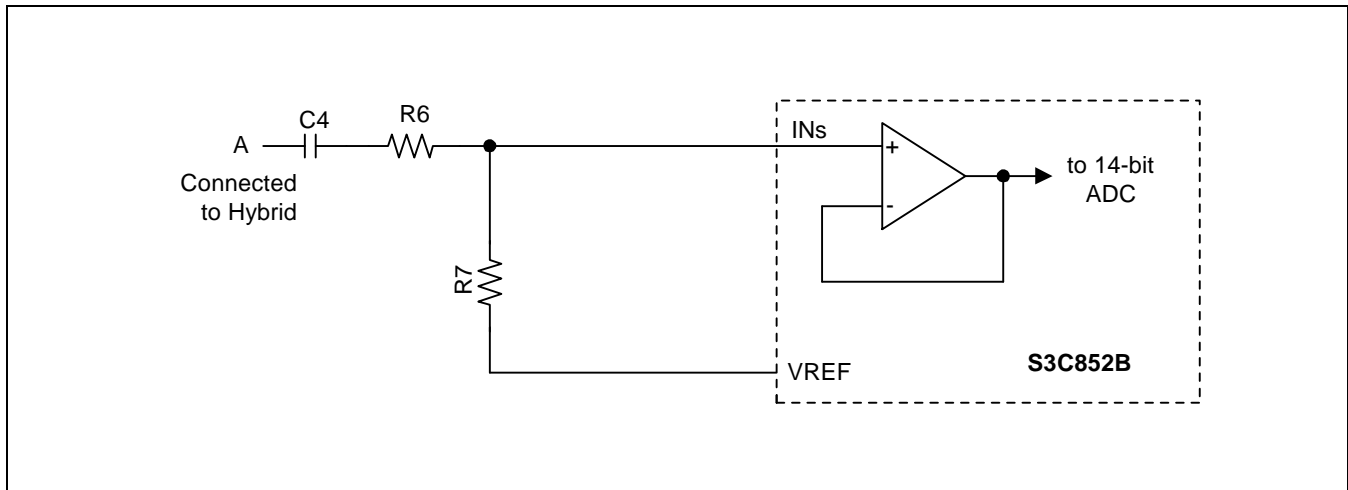 C4
R6
A
Connected
to Hybrid
R7
INs
+
-
to 14-bit
ADC
VREF
S3C852B